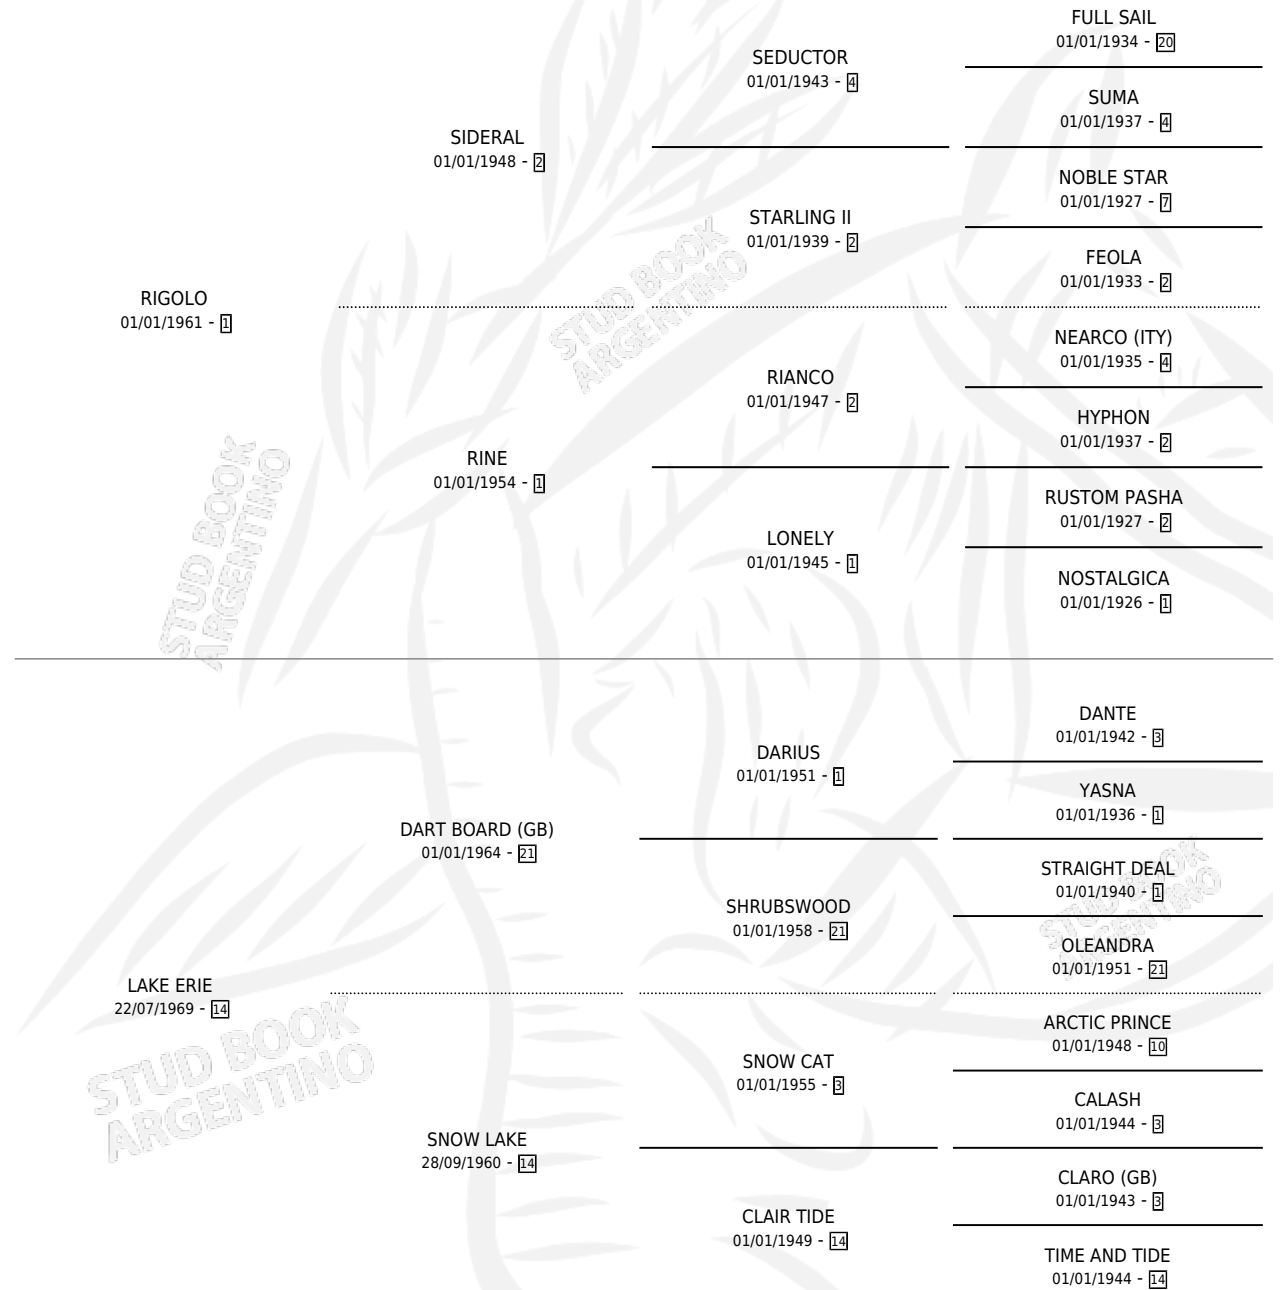 FULL SAIL
01/01/1934 - 20
SEDUCTOR
01/01/1943 - 4
SUMA
01/01/1937 - 4
SIDERAL
01/01/1948 - 2
NOBLE STAR
01/01/1927 - 7
STARLING II
01/01/1939 - 2
FEOLA
01/01/1933 - 2
RIGOLO
01/01/1961 - 1
NEARCO (ITY)
01/01/1935 - 4
RIANCO
01/01/1947 - 2
HYPHON
01/01/1937 - 2
RINE
01/01/1954 - 1
RUSTOM PASHA
01/01/1927 - 2
LONELY
01/01/1945 - 1
NOSTALGICA
01/01/1926 - 1
DANTE
01/01/1942 - 3
DARIUS
01/01/1951 - 1
YASNA
01/01/1936 - 1
DART BOARD (GB)
01/01/1964 - 21
STRAIGHT DEAL
01/01/1940 - 1
SHRUBSWOOD
01/01/1958 - 21
OLEANDRA
01/01/1951 - 21
LAKE ERIE
22/07/1969 - 14
ARCTIC PRINCE
01/01/1948 - 10
SNOW CAT
01/01/1955 - 3
CALASH
01/01/1944 - 3
SNOW LAKE
28/09/1960 - 14
CLARO (GB)
01/01/1943 - 3
CLAIR TIDE
01/01/1949 - 14
TIME AND TIDE
01/01/1944 - 14
STUD BOOK
ARGENTINO
STUD BOOK
ARGENTINO
STUD BOOK
ARGENTINO
STUD BOOK
ARGENTINO